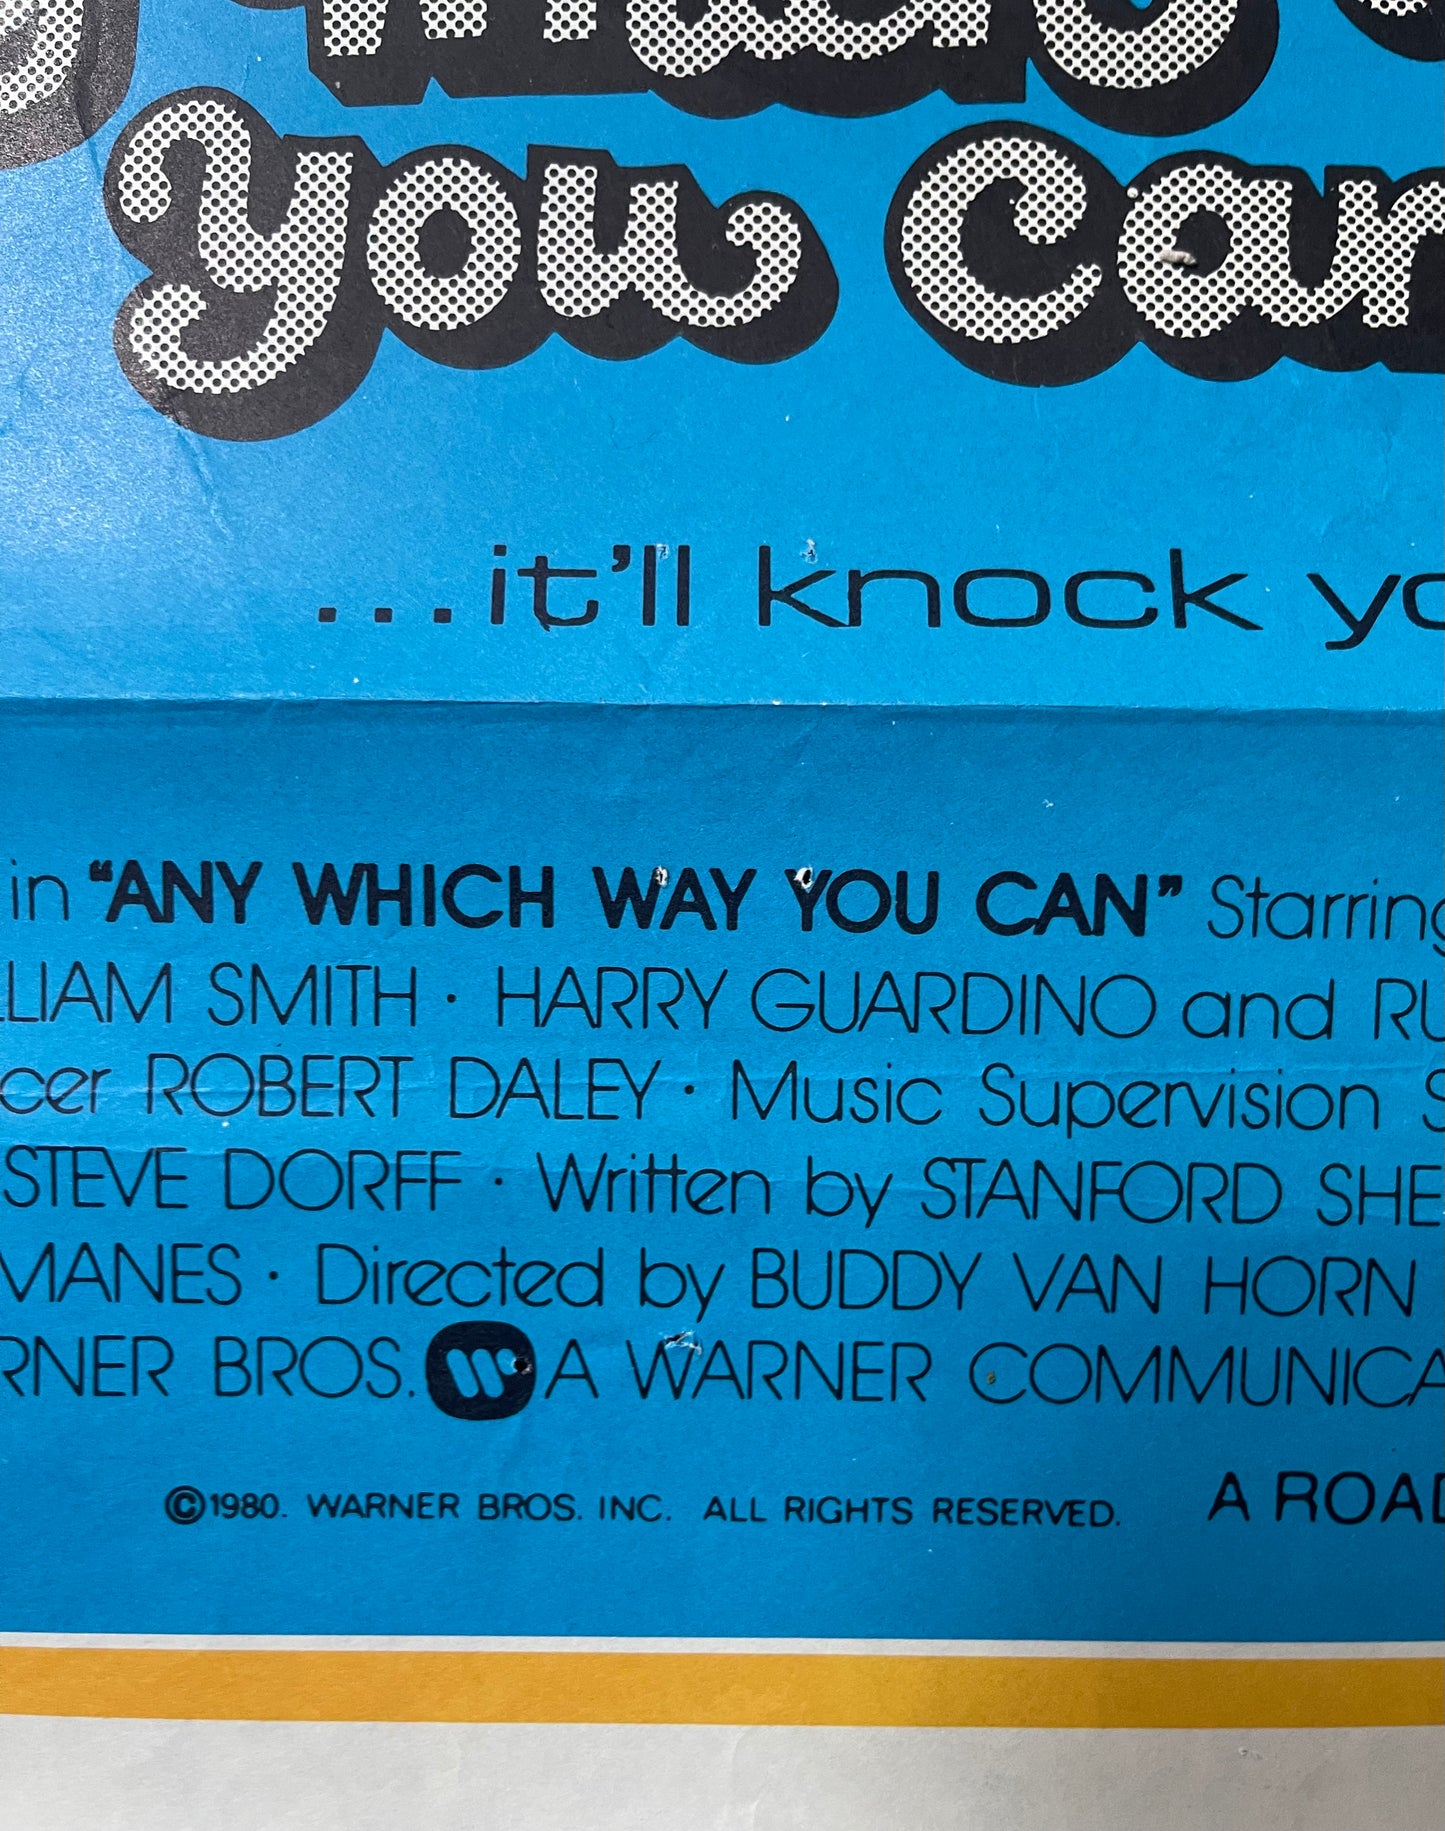 you Can
...it'll knock yo
in "ANY WHICH WAY YOU CAN" Starring
LLIAM SMITH · HARRY GUARDINO and RU
cer ROBERT DALEY · Music Supervision S
STEVE DORFF · Written by STANFORD SHE
MANES · Directed by BUDDY VAN HORN
RNER BROS. A WARNER COMMUNICA
©1980. WARNER BROS. INC. ALL RIGHTS RESERVED. A ROAD